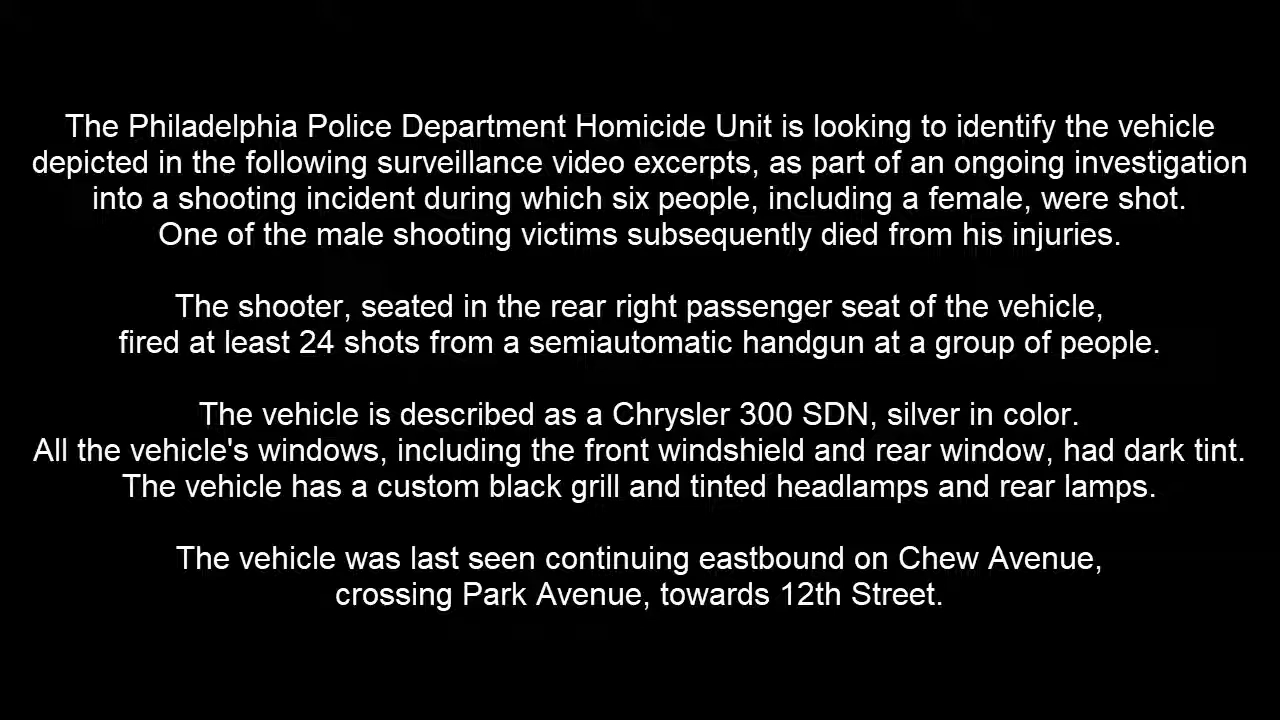 The Philadelphia Police Department Homicide Unit is looking to identify the vehicle
depicted in the following surveillance video excerpts, as part of an ongoing investigation
into a shooting incident during which six people, including a female, were shot.
One of the male shooting victims subsequently died from his injuries.
The shooter, seated in the rear right passenger seat of the vehicle,
fired at least 24 shots from a semiautomatic handgun at a group of people.
The vehicle is described as a Chrysler 300 SDN, silver in color.
All the vehicle's windows, including the front windshield and rear window, had dark tint.
The vehicle has a custom black grill and tinted headlamps and rear lamps.
The vehicle was last seen continuing eastbound on Chew Avenue,
crossing Park Avenue, towards 12th Street.